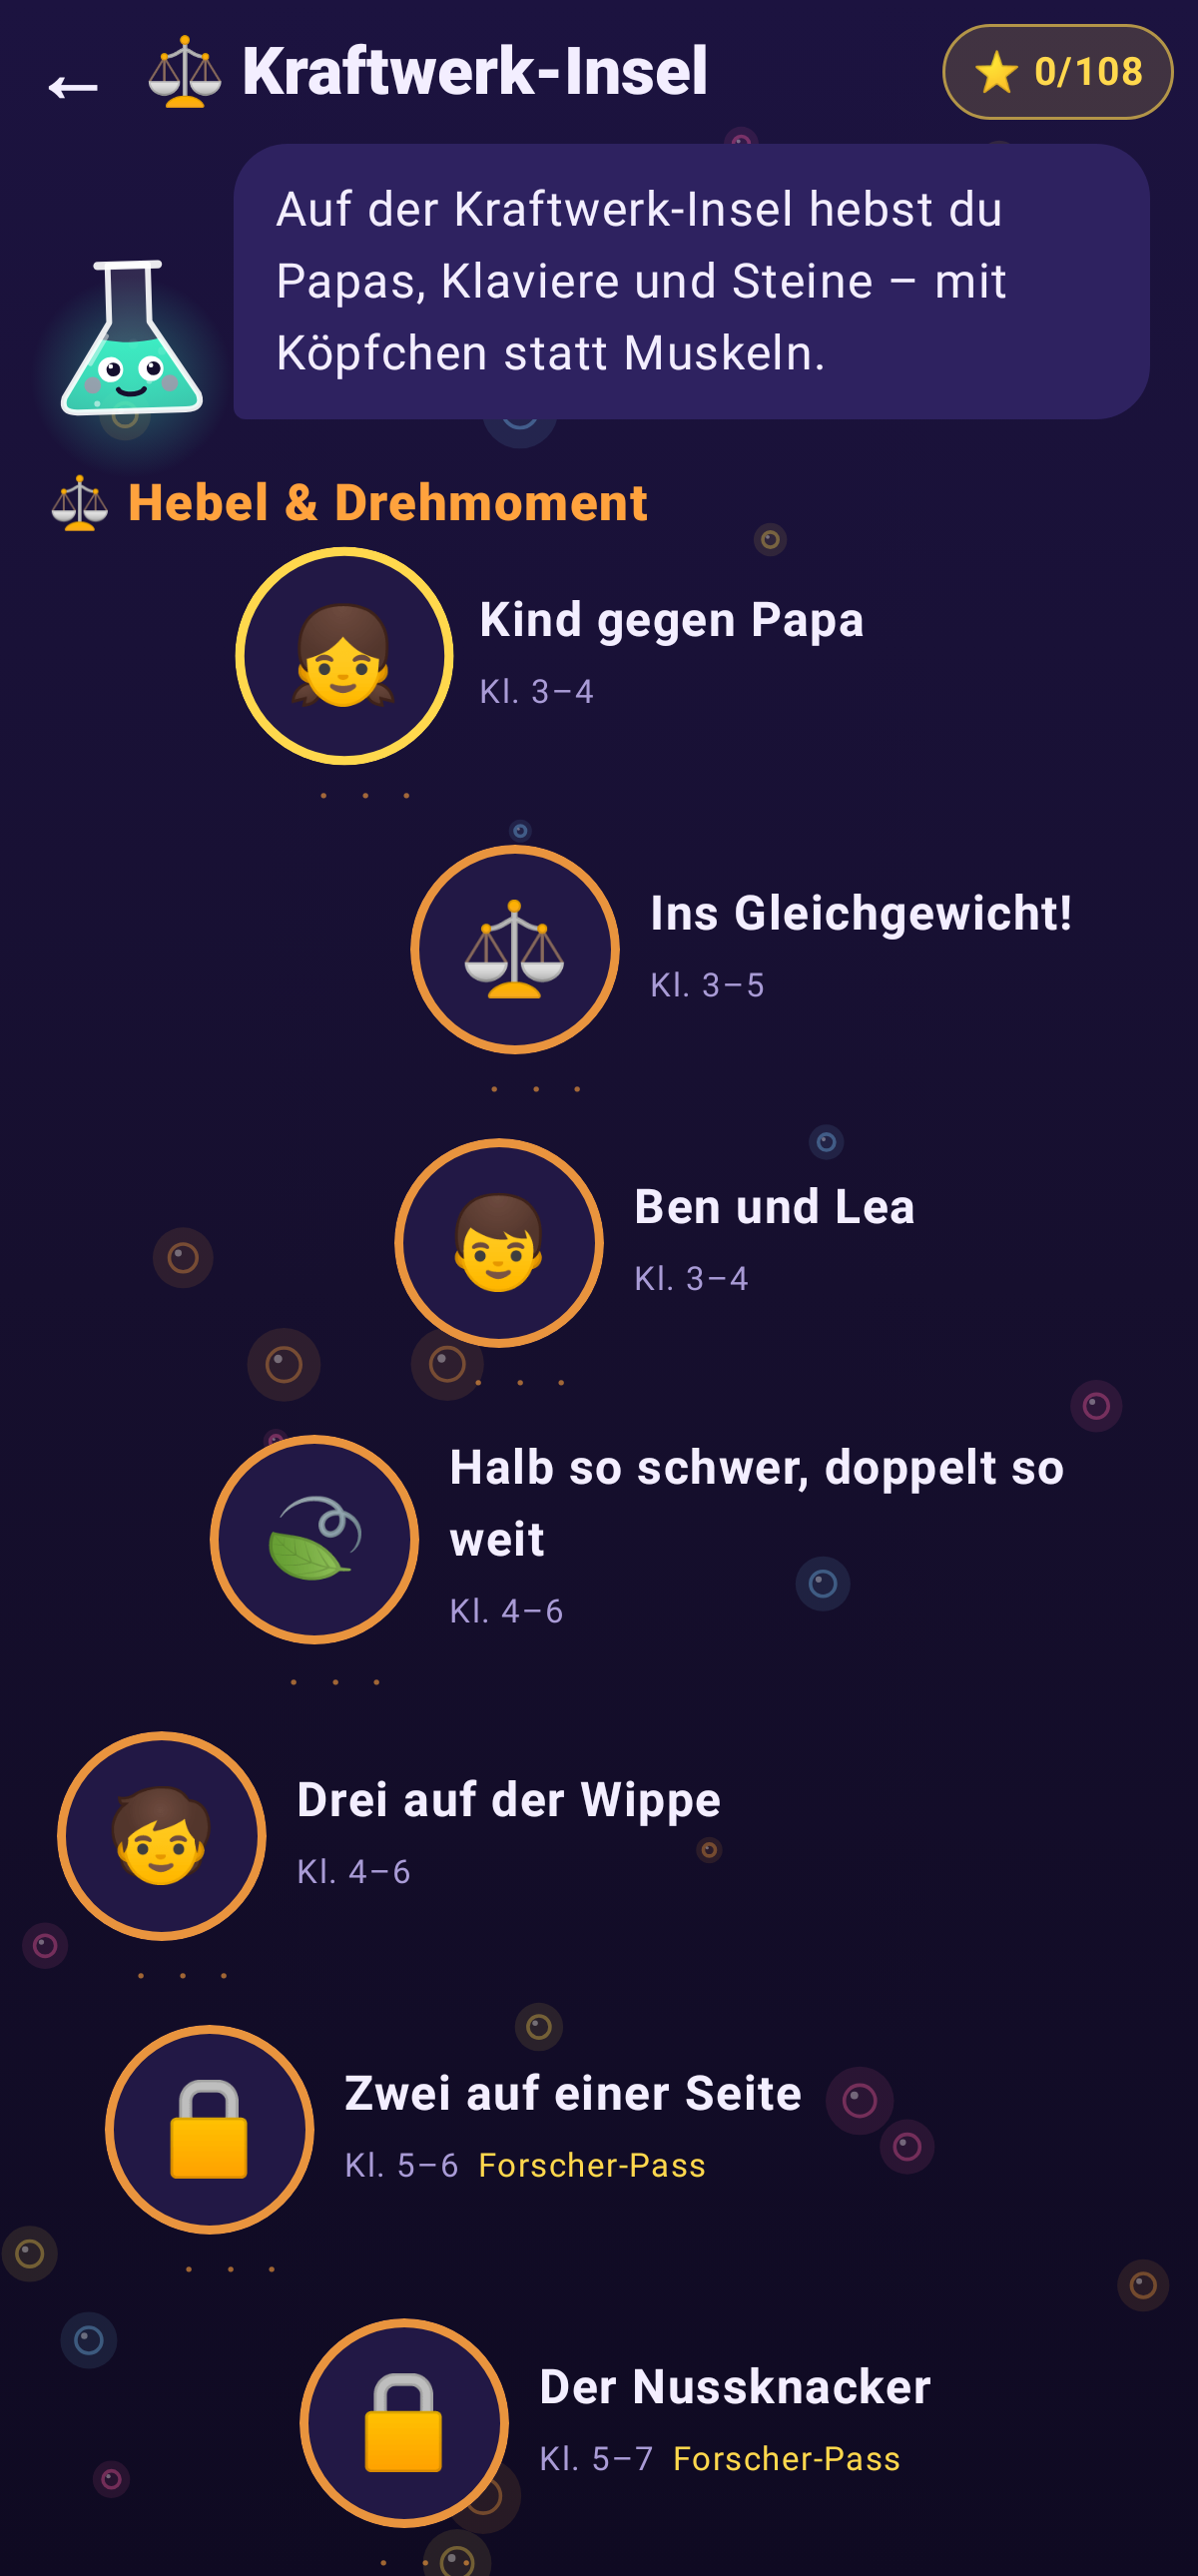 ← Kraftwerk-Insel
0/108
Auf der Kraftwerk-Insel hebst du
Papas, Klaviere und Steine – mit
Köpfchen statt Muskeln.
Hebel & Drehmoment
Kind gegen Papa
Kl. 3–4
Ins Gleichgewicht!
Kl. 3–5
Ben und Lea
Kl. 3–4
Halb so schwer, doppelt so
weit
Kl. 4–6
Drei auf der Wippe
Kl. 4–6
Zwei auf einer Seite
Kl. 5–6 Forscher-Pass
Der Nussknacker
Kl. 5–7 Forscher-Pass